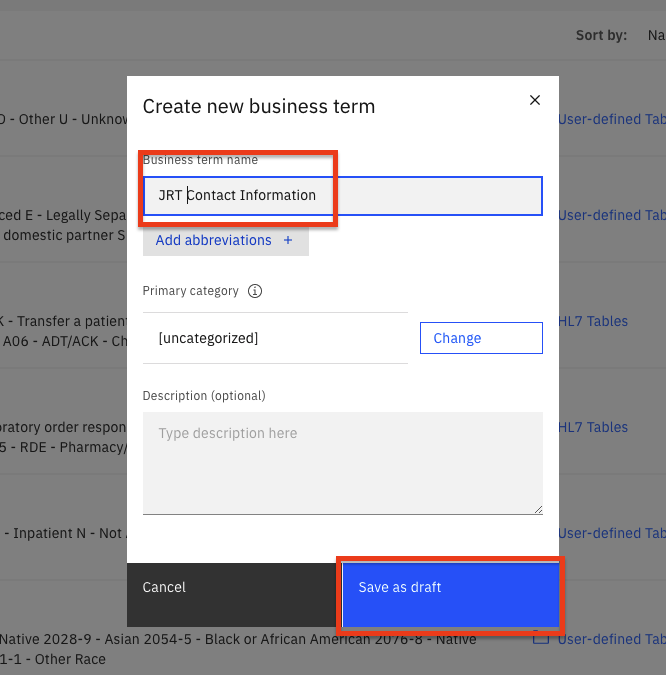 Sort by: Na
O - Other U - Unknow
User-defined Tab
Create new business term
Business term name
JRT Contact Information
Add abbreviations +
ced E - Legally Sepa
User-defined Tab
domestic partner S
Primary category
K - Transfer a patient
HL7 Tables
A06 - ADT/ACK - Ch
[uncategorized]
Change
Description (optional)
Type description here
oratory order respon
HL7 Tables
5 - RDE - Pharmacy/
- Inpatient N - Not
User-defined Tab
Cancel
Save as draft
Native 2028-9 - Asian 2054-5 - Black or African American 2076-8 - Native
User-defined Tab
1-1 - Other Race